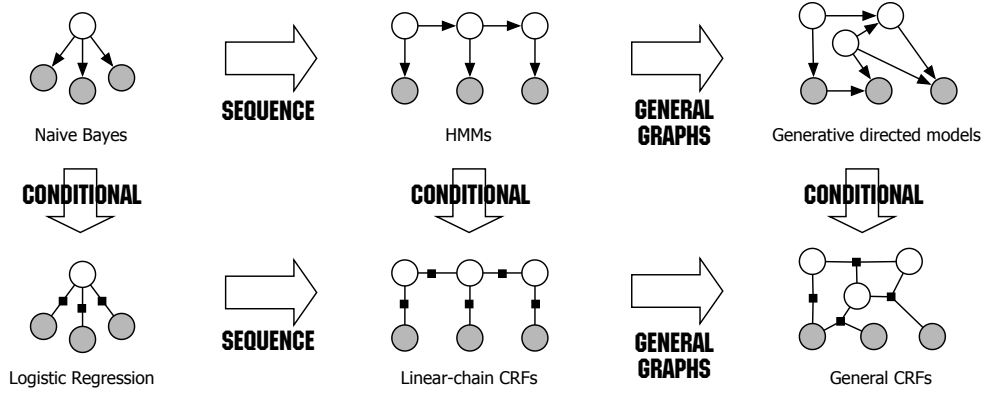 SEQUENCE
GENERAL
GRAPHS
Naive Bayes
HMMs
Generative directed models
CONDITIONAL
CONDITIONAL
CONDITIONAL
SEQUENCE
GENERAL
GRAPHS
Logistic Regression
Linear-chain CRFs
General CRFs